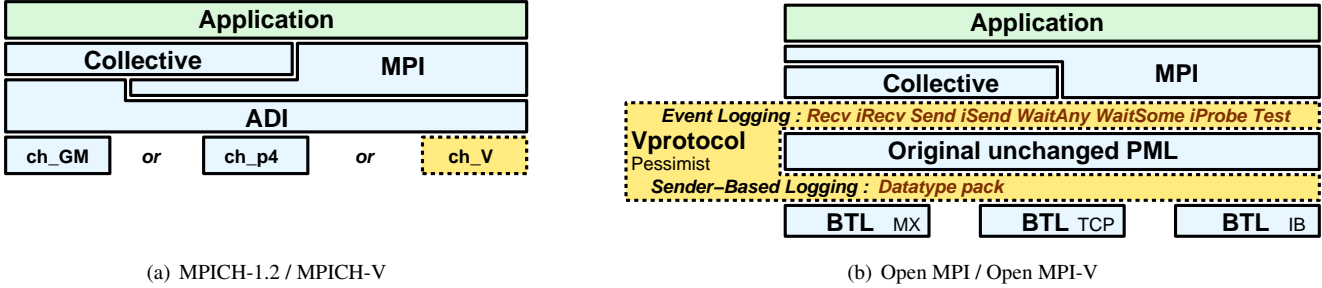 Application
Collective
MPI
ADI
ch_GM or ch_p4 or ch_V
(a) MPICH-1.2 / MPICH-V
Application
MPI
Collective
Event Logging : Recv iRecv Send iSend WaitAny WaitSome iProbe Test
Vprotocol
Pessimist
Original unchanged PML
Sender–Based Logging : Datatype pack
BTL MX BTL TCP BTL IB
(b) Open MPI / Open MPI-V